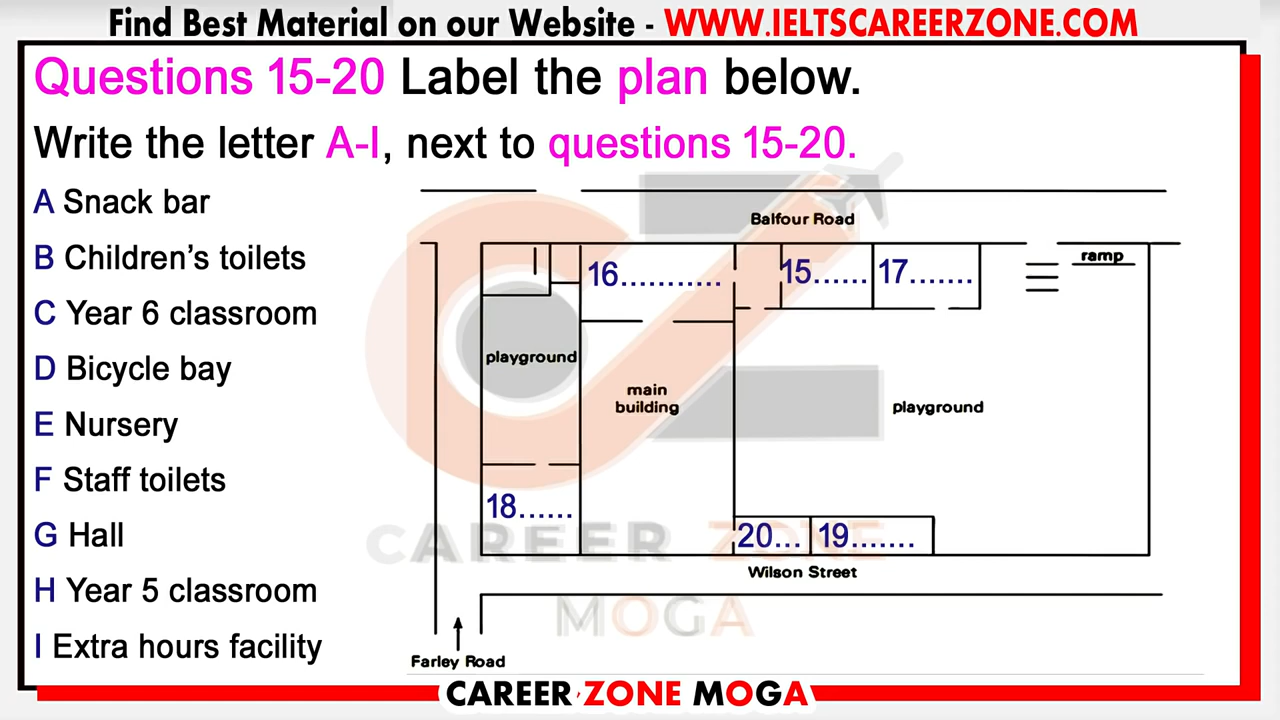 Find Best Material on our Website - WWW.IELTSCAREERZONE.COM
Questions 15-20 Label the plan below.
Write the letter A-I, next to questions 15-20.
A Snack bar
B Children's toilets
C Year 6 classroom
D Bicycle bay
E Nursery
F Staff toilets
G Hall
H Year 5 classroom
I Extra hours facility
Balfour Road
ramp
16...........
15......
17.......
playground
main
building
playground
18......
20...
19.......
CAREER ZONE
Wilson Street
MOGA
Farley Road
CAREER ZONE MOGA